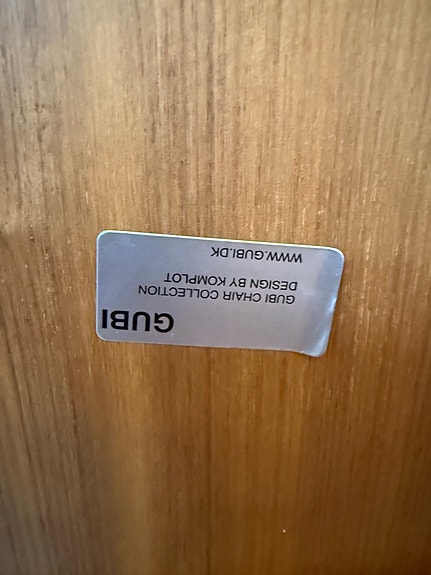 GUBI
GUBI CHAIR COLLECTION
DESIGN BY KOMPLOT
WWW.GUBI.DK